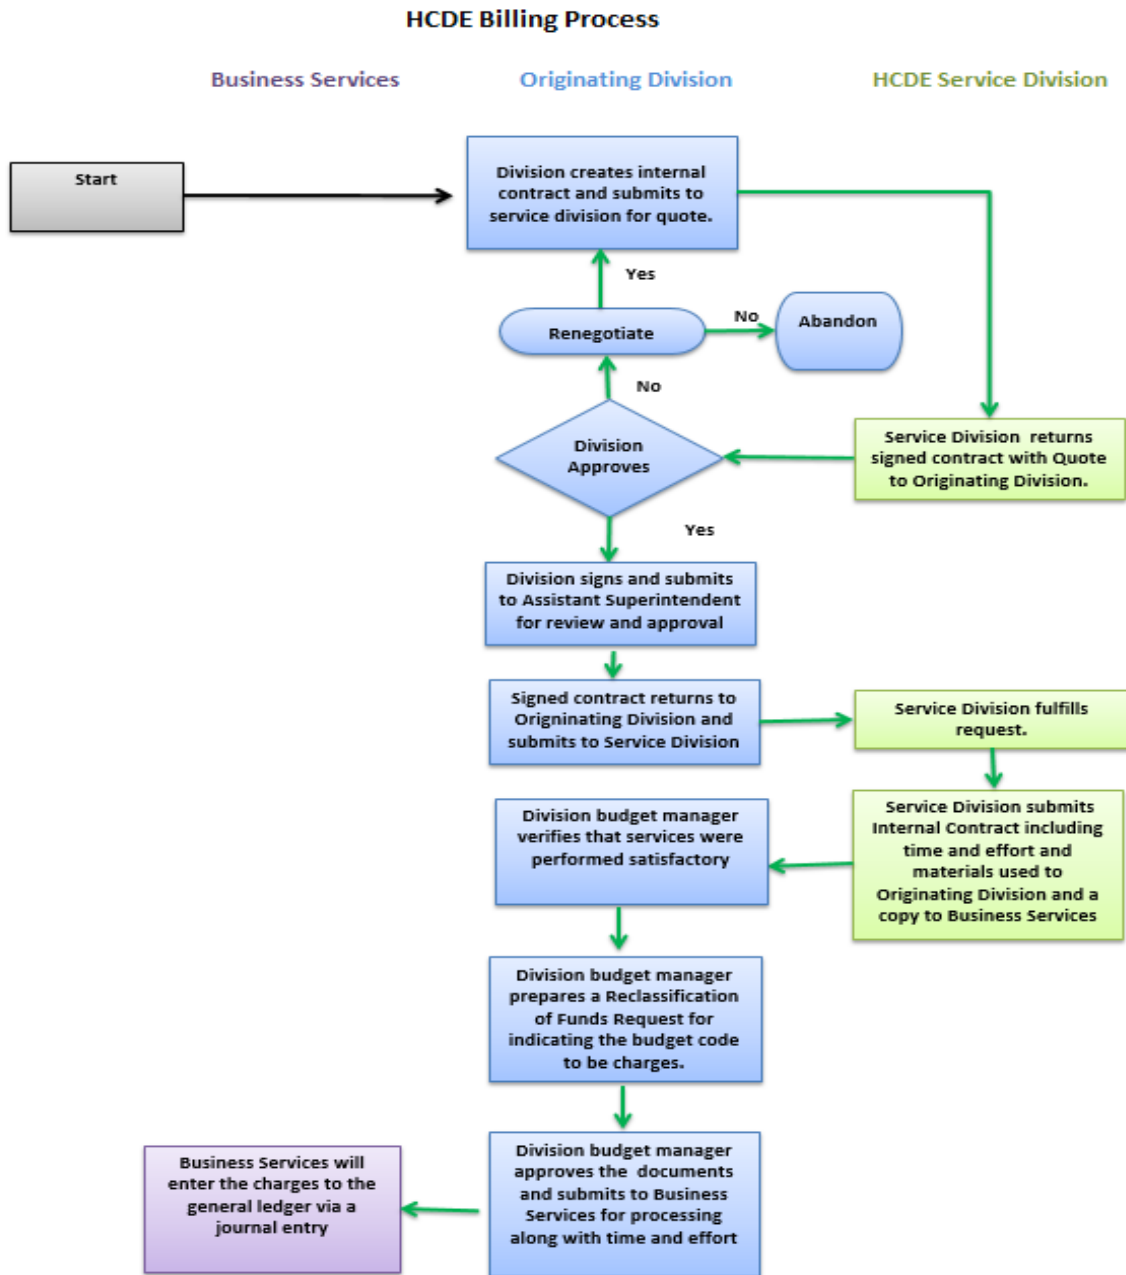 HCDE Billing Process
Business Services
Originating Division
HCDE Service Division
Start
Division creates internal
contract and submits to
service division for quote.
Yes
Renegotiate
No
Abandon
No
Division
Approves
Service Division returns
signed contract with Quote
to Originating Division.
Yes
Division signs and submits
to Assistant Superintendent
for review and approval
Signed contract returns to
Origninating Division and
submits to Service Division
Service Division fulfills
request.
Service Division submits
Internal Contract including
time and effort and
materials used to
Originating Division and a
copy to Business Services
Division budget manager
verifies that services were
performed satisfactory
Division budget manager
prepares a Reclassification
of Funds Request for
indicating the budget code
to be charges.
Division budget manager
approves the documents
and submits to Business
Services for processing
along with time and effort
Business Services will
enter the charges to the
general ledger via a
journal entry